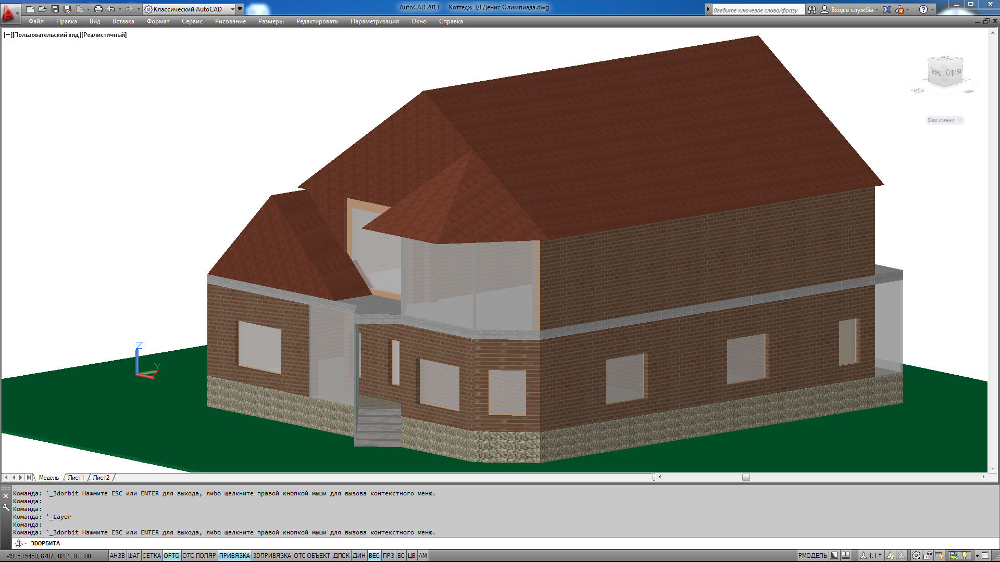 Классический AutoCAD
AutoCAD 2013 Коттедж 3Д Денис Олимпиада.dwg
Введите ключевое слово/фразу
Вход в службы
Файл Правка Вид Вставка Формат Сервис Рисование Размеры Редактировать Параметризация Окно Справка
[−][Пользовательский вид][Реалистичный]
Перед Справа
Без имени
Z
Y
X
Модель Лист1 Лист2
Команда: '_3dorbit Нажмите ESC или ENTER для выхода, либо щелкните правой кнопкой мыши для вызова контекстного меню.
Команда:
Команда:
Команда: '_Layer
Команда:
Команда: '_3dorbit Нажмите ESC или ENTER для выхода, либо щелкните правой кнопкой мыши для вызова контекстного меню.
3DОРБИТА
-49958.5450, 67878.8281, 0.0000 АНЗВ ШАГ СЕТКА ОРТО ОТС-ПОЛЯР ПРИВЯЗКА 3DПРИВЯЗКА ОТС-ОБЪЕКТ ДПСК ДИН ВЕС ПРЗ БС ЦВ АМ РМОДЕЛЬ 1:1